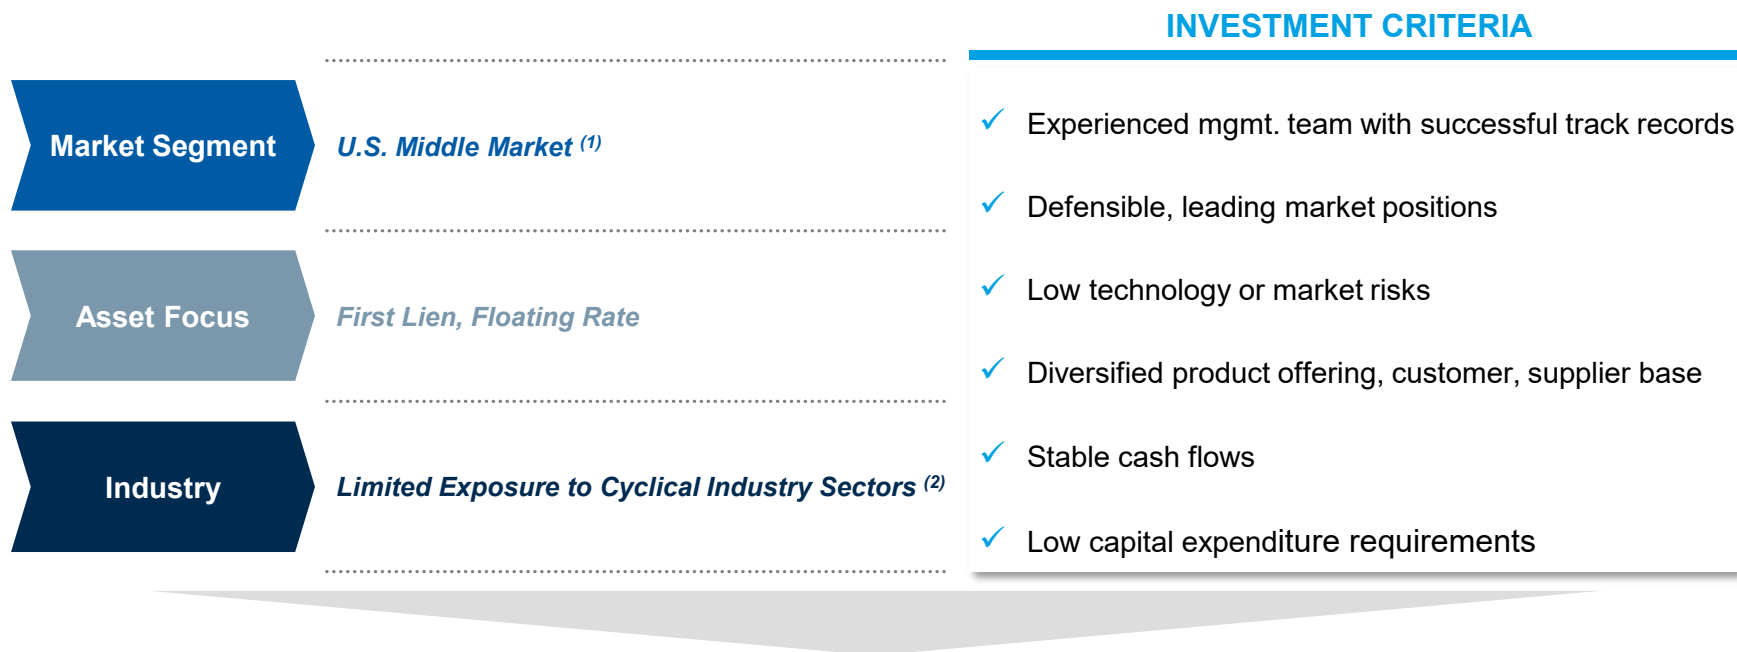 INVESTMENT CRITERIA
Market Segment
U.S. Middle Market (1)
Asset Focus
First Lien, Floating Rate
Industry
Limited Exposure to Cyclical Industry Sectors (2)
✓ Experienced mgmt. team with successful track records
✓ Defensible, leading market positions
✓ Low technology or market risks
✓ Diversified product offering, customer, supplier base
✓ Stable cash flows
✓ Low capital expenditure requirements